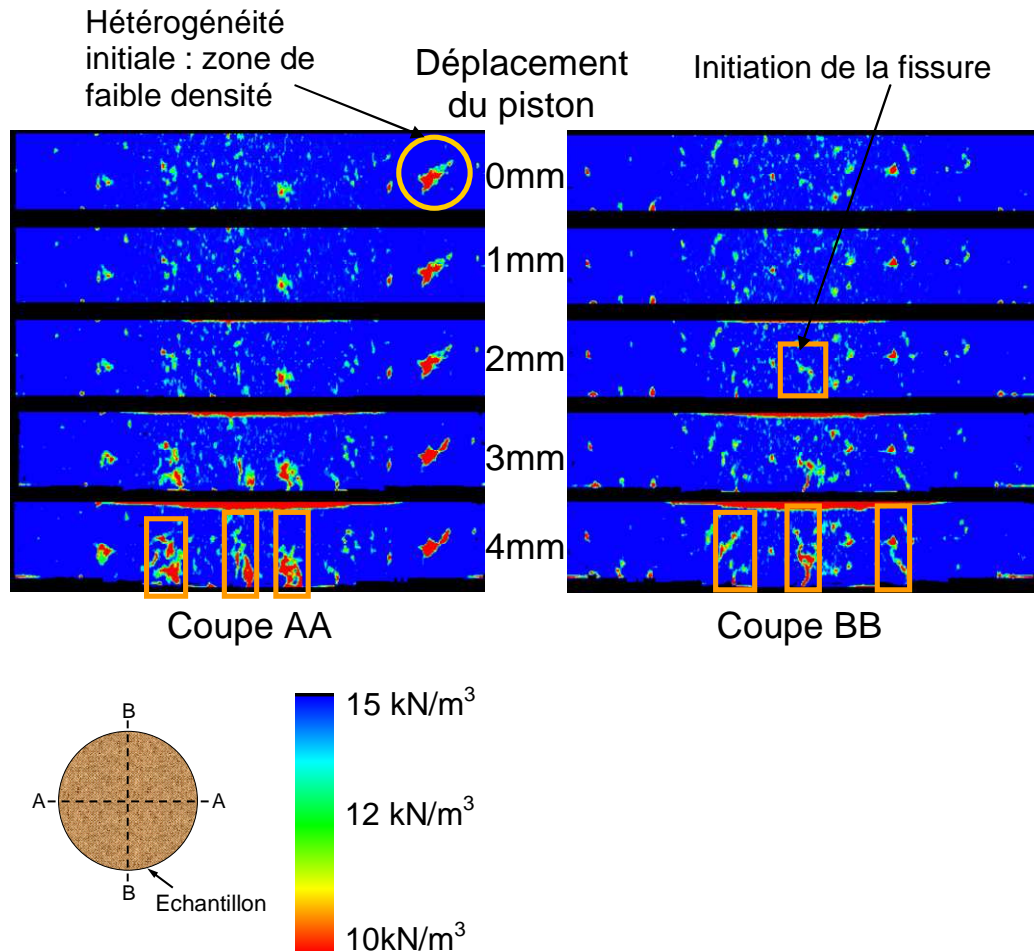 Hétérogénéité
initiale : zone de
faible densité
Déplacement
du piston
Initiation de la fissure
0mm
1mm
2mm
3mm
4mm
Coupe AA
Coupe BB
B
A
A
B
Echantillon
15 kN/m³
12 kN/m³
10kN/m³